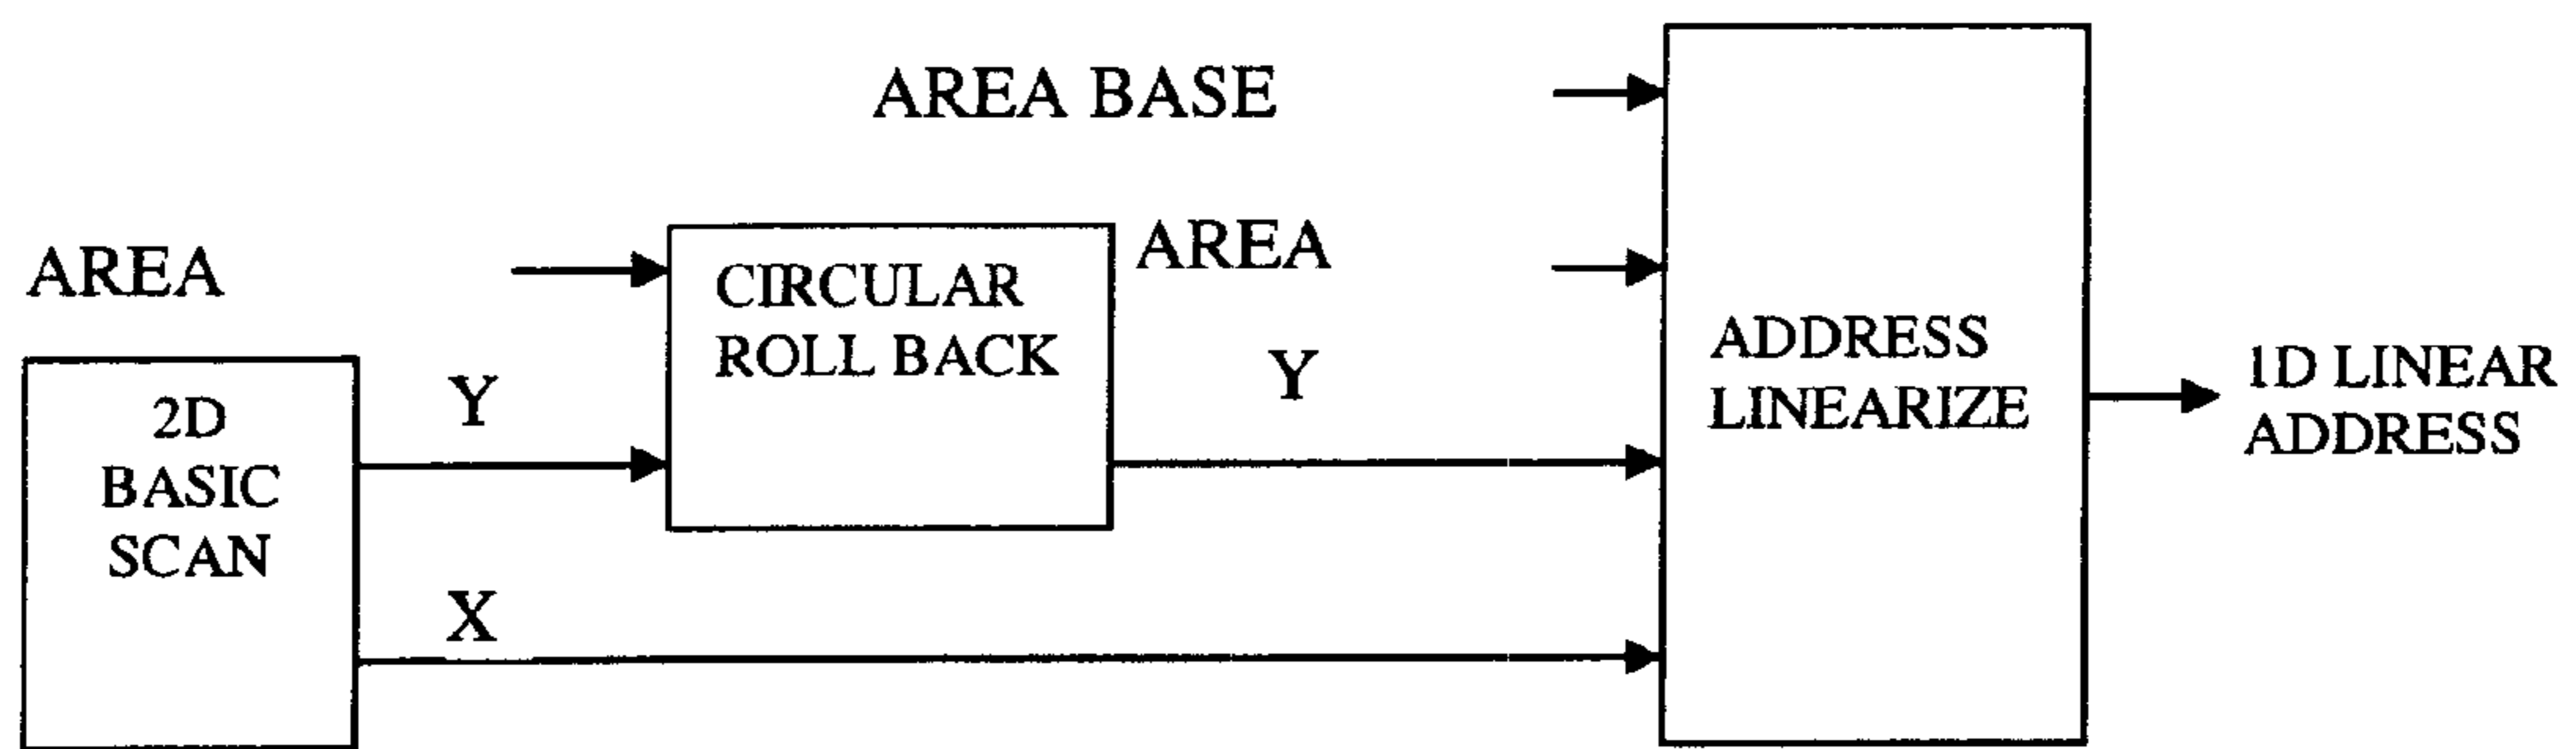 AREA BASE
AREA
CIRCULAR
ROLL BACK
AREA
Y
Y
X
2D
BASIC
SCAN
ADDRESS
LINEARIZE
1D LINEAR
ADDRESS